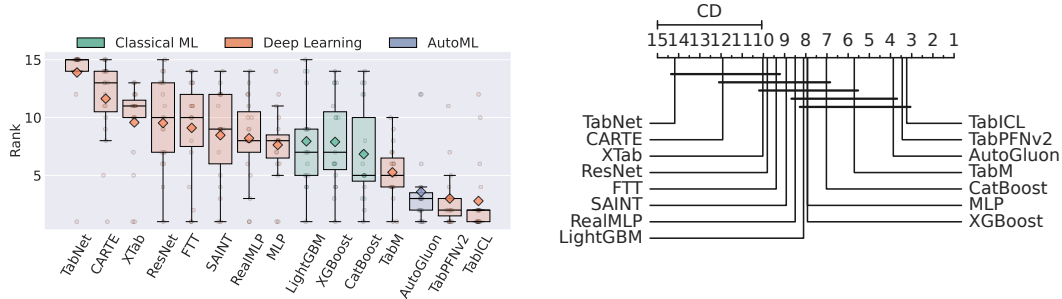 Classical ML Deep Learning AutoML
Rank
15
10
5
TabNet
CARTE
XTab
ResNet
FTT
SAINT
RealMLP
MLP
LightGBM
XGBoost
CatBoost
TabM
AutoGluon
TabPFNv2
TabICL
CD
15 14 13 12 11 10 9 8 7 6 5 4 3 2 1
TabNet TabICL
CARTE TabPFNv2
XTab AutoGluon
ResNet TabM
FTT CatBoost
SAINT MLP
RealMLP XGBoost
LightGBM